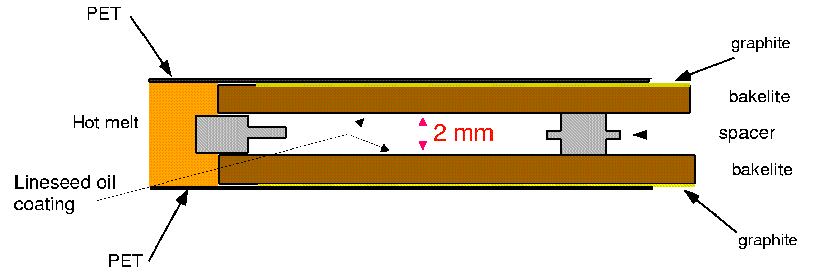 PET
graphite
bakelite
Hot melt
2 mm
spacer
bakelite
Lineseed oil
coating
graphite
PET